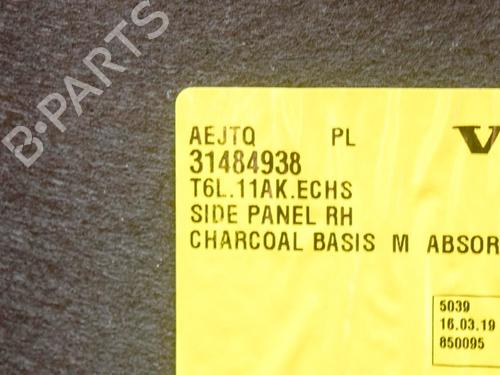 B-PARTS
AEJTQ PL V
31484938
T6L.11AK.ECHS
SIDE PANEL RH
CHARCOAL BASIS M ABSOR
5039
16.03.19
850095